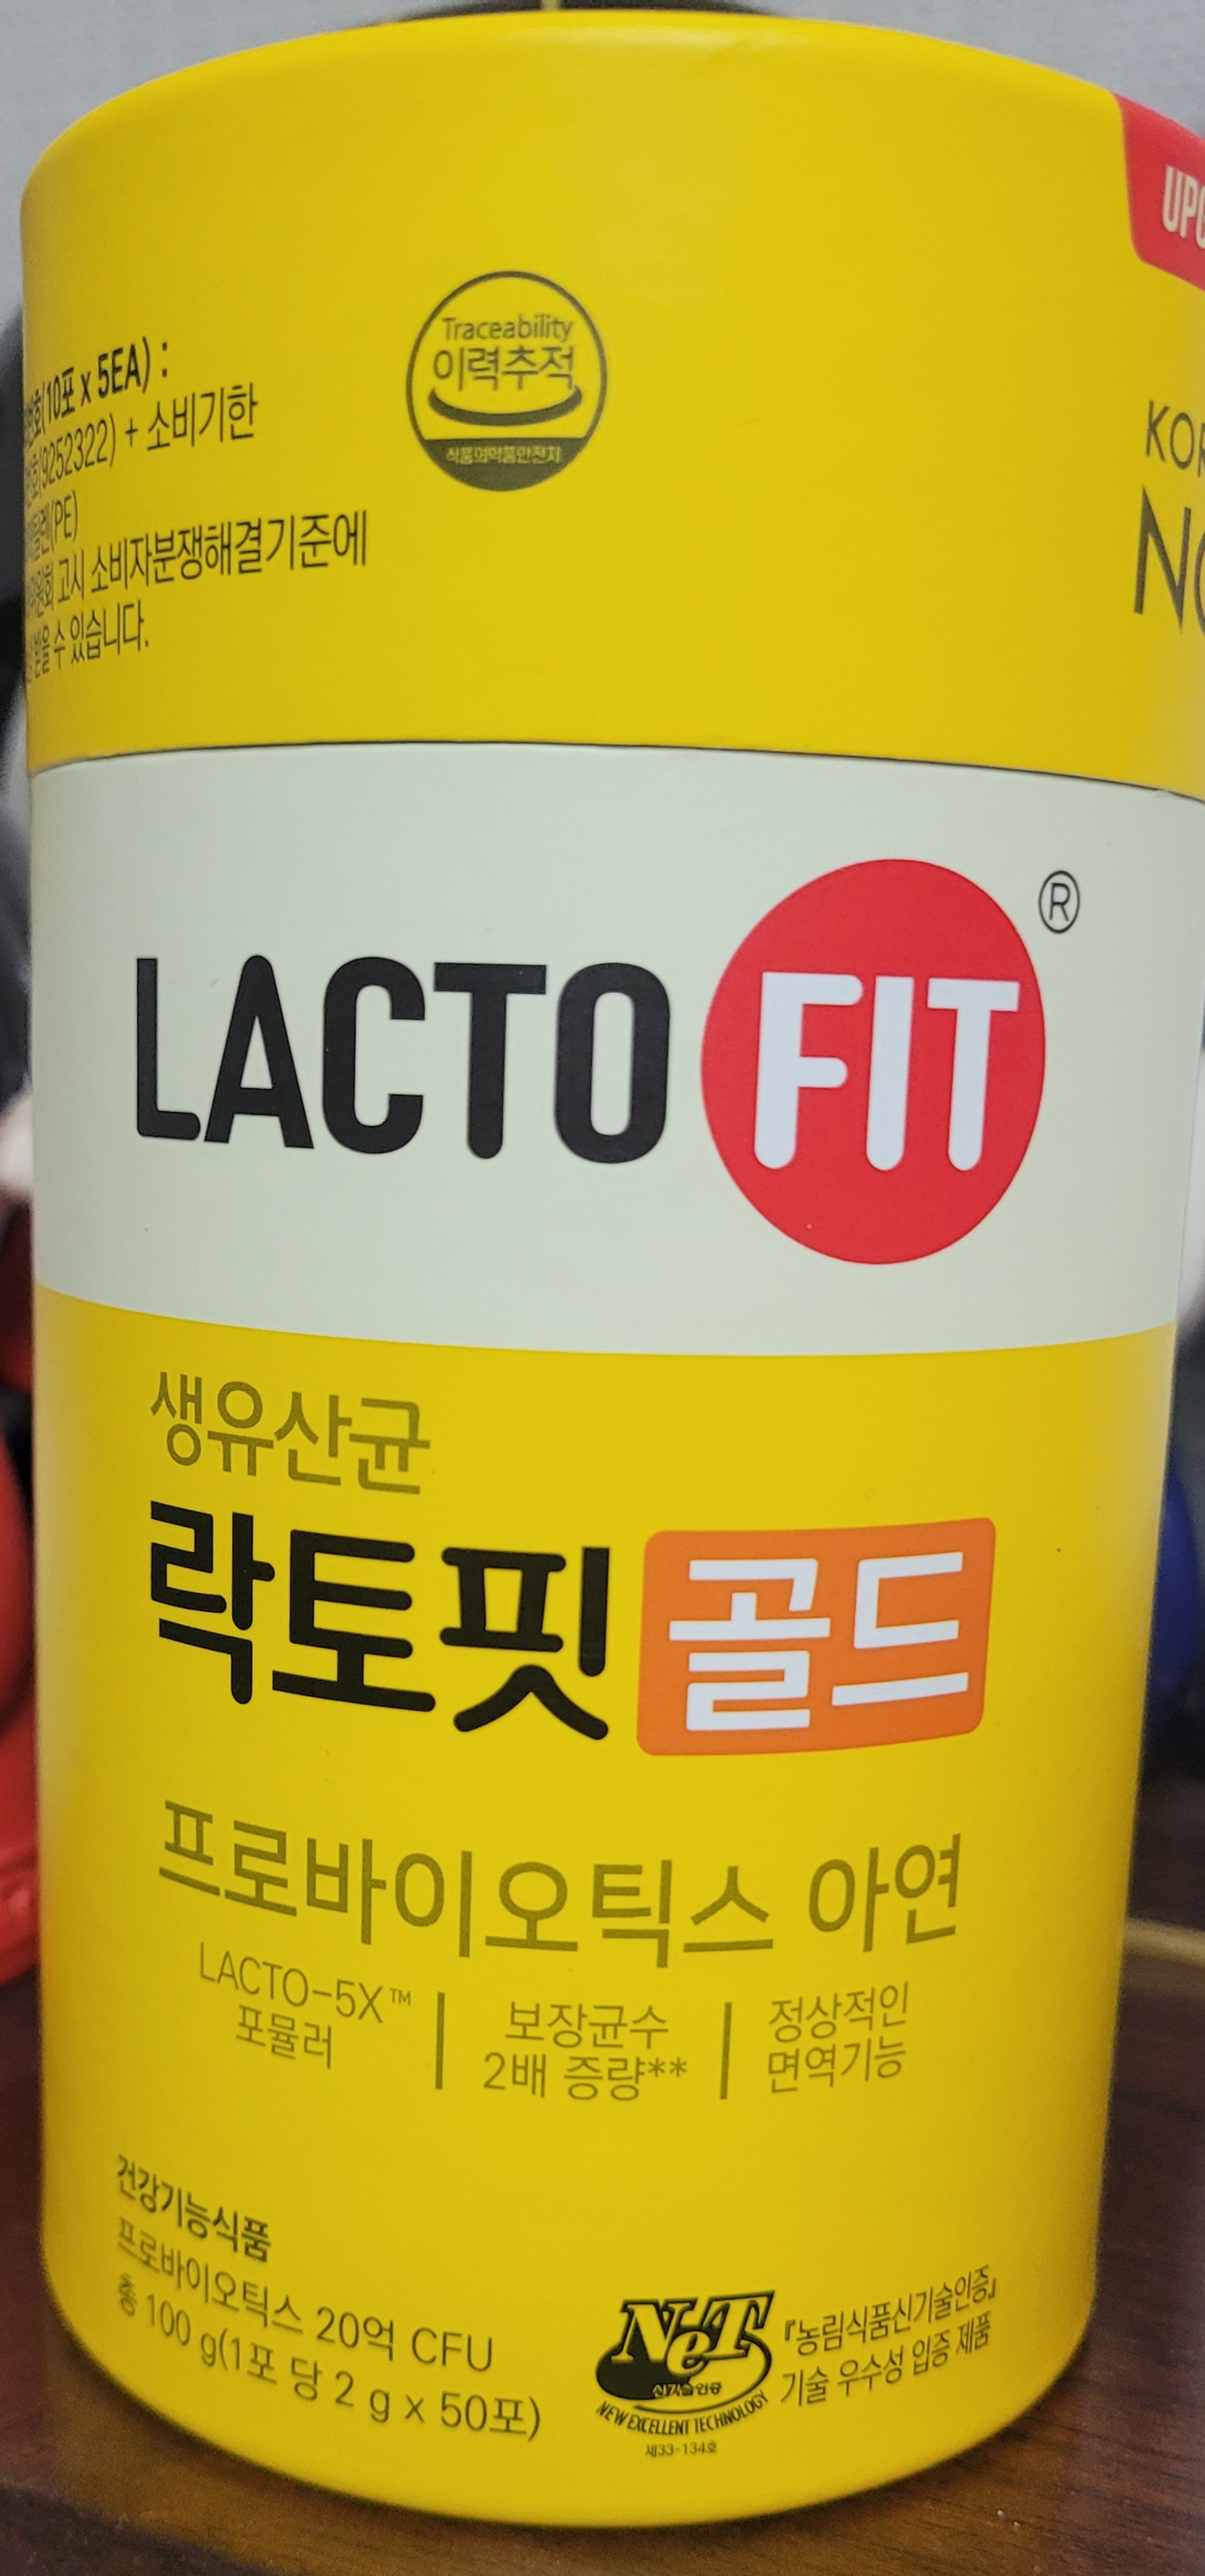 (10포 x 5EA) :
(9252322) + 소비기한
(PE)
고시 소비자분쟁해결기준에
수 있습니다.
Traceability
이력추적
식품의약품안전처
LACTO FIT ®
생유산균
락토핏 골드
프로바이오틱스 아연
LACTO-5X™
포뮬러
보장균수
2배 증량**
정상적인
면역기능
건강기능식품
프로바이오틱스 20억 CFU
총 100 g(1포 당 2 g x 50포)
NeT
신기술인증
NEW EXCELLENT TECHNOLOGY
제33-134호
『농림식품신기술인증』
기술 우수성 입증 제품